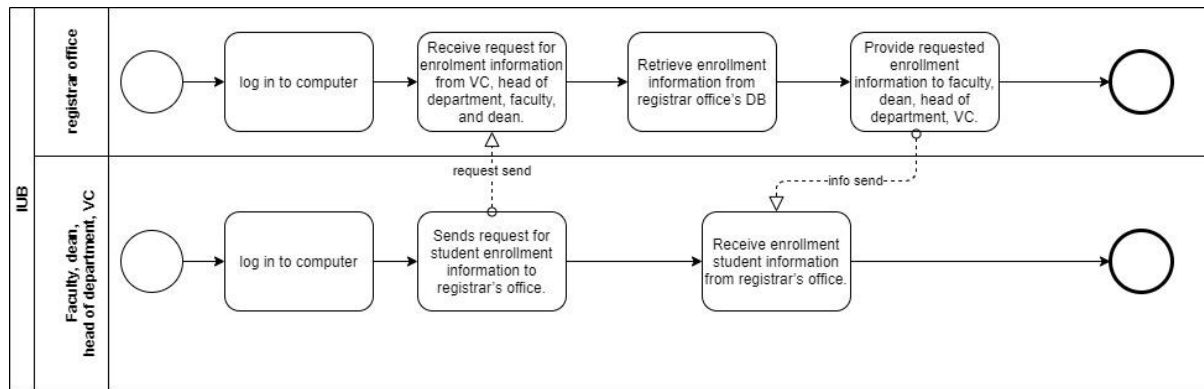 IUB
registrar office
log in to computer
Receive request for
enrolment information
from VC, head of
department, faculty,
and dean.
Retrieve enrollment
information from
registrar office's DB
Provide requested
enrollment
information to faculty,
dean, head of
department, VC.
request send
info send
Faculty, dean,
head of department, VC
log in to computer
Sends request for
student enrollment
information to
registrar's office.
Receive enrollment
student information
from registrar's office.